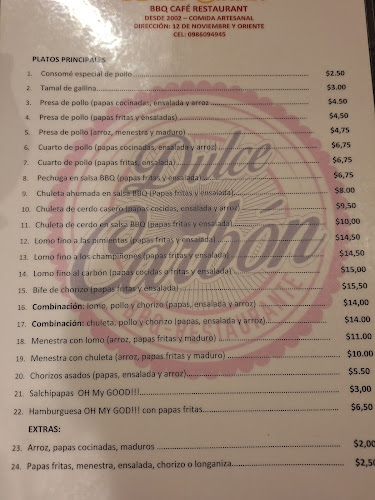 BBQ CAFÉ RESTAURANT
DESDE 2002 – COMIDA ARTESANAL
DIRECCIÓN: 12 DE NOVIEMBRE Y ORIENTE
CEL: 0986094945
PLATOS PRINCIPALES
1. Consomé especial de pollo $2.50
2. Tamal de gallina $3.00
3. Presa de pollo (papas cocinadas, ensalada y arroz $4.50
4. Presa de pollo (papas fritas y ensaladas) $4,50
5. Presa de pollo (arroz, menestra y maduro) $4,75
6. Cuarto de pollo (papas cocinadas, ensalada y arroz) $6,75
7. Cuarto de pollo (papas fritas, ensalada) $6,75
8. Pechuga en salsa BBQ (papas fritas y ensalada) $6,75
9. Chuleta ahumada en salsa BBQ (Papas fritas y ensalada) $8.00
10. Chuleta de cerdo casera (papas cocidas, ensalada y arroz) $9,50
11. Chuleta de cerdo en salsa BBQ (papas fritas y ensalada) $10,00
12. Lomo fino a las pimientas (papas fritas y ensalada) $14,50
13. Lomo fino a los champiñones (papas fritas y ensalada) $14,50
14. Lomo fino al carbón (papas cocidas o fritas y ensalada) $15,00
15. Bife de chorizo (papas fritas y ensalada) $15,50
16. Combinación: lomo, pollo y chorizo (papas, ensalada y arroz) $14,00
17. Combinación: chuleta, pollo y chorizo (papas, ensalada y arroz) $14.00
18. Menestra con lomo (arroz, papas fritas y maduro) $11.00
19. Menestra con chuleta (arroz, papas fritas y maduro) $10.00
20. Chorizos asados (papas, ensalada y arroz) $5.50
21. Salchipapas OH My GOOD!!! $3,00
22. Hamburguesa OH MY GOD!!! con papas fritas $6,50
EXTRAS:
23. Arroz, papas cocinadas, maduros $2,00
24. Papas fritas, menestra, ensalada, chorizo o longaniza $2,50
Dulce
Carbón